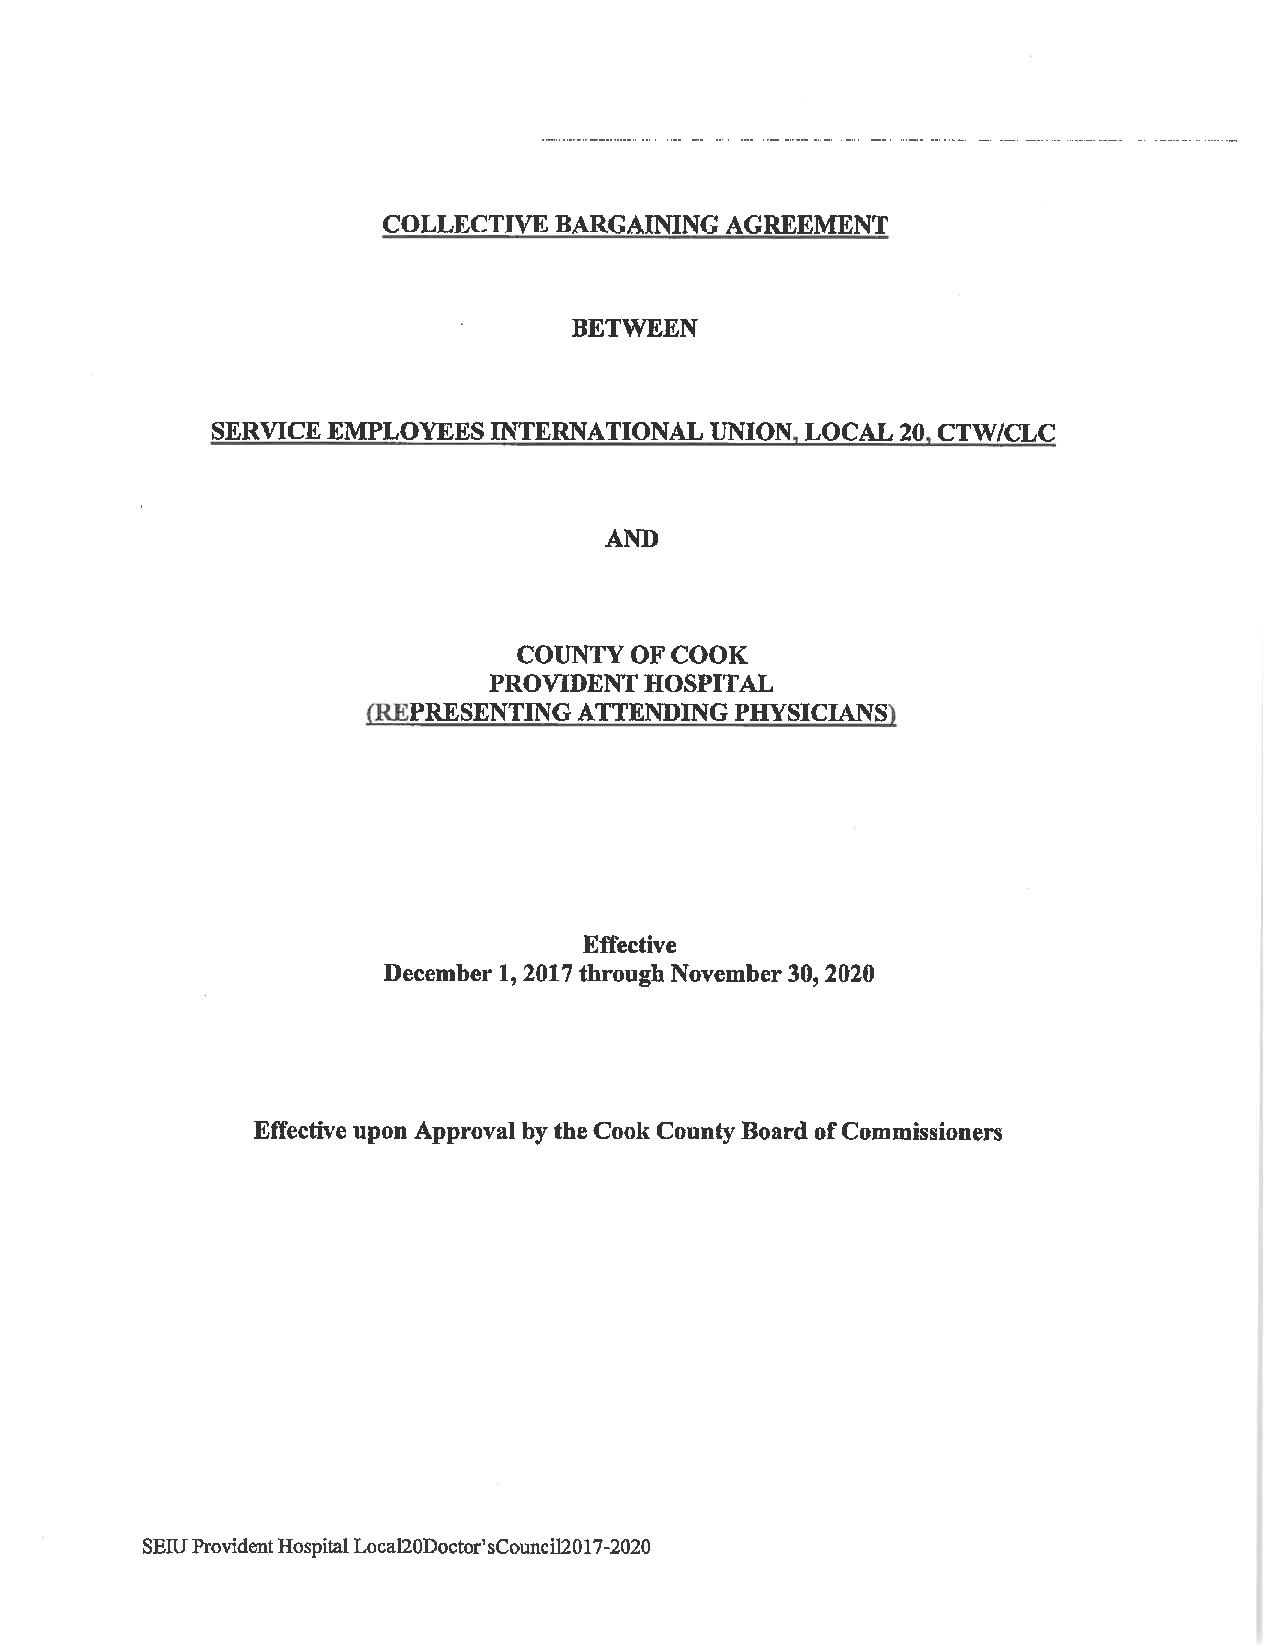 COLLECTIVE BARGAINING AGREEMENT
BETWEEN
SERVICE EMPLOYEES INTERNATIONAL UNION, LOCAL 20, CTW/CLC
AND
COUNTY OF COOK
PROVIDENT HOSPITAL
(REPRESENTING ATTENDING PHYSICIANS)
Effective
December 1, 2017 through November 30, 2020
Effective upon Approval by the Cook County Board of Commissioners
SEIU Provident Hospital Local20Doctor'sCouncil2017-2020